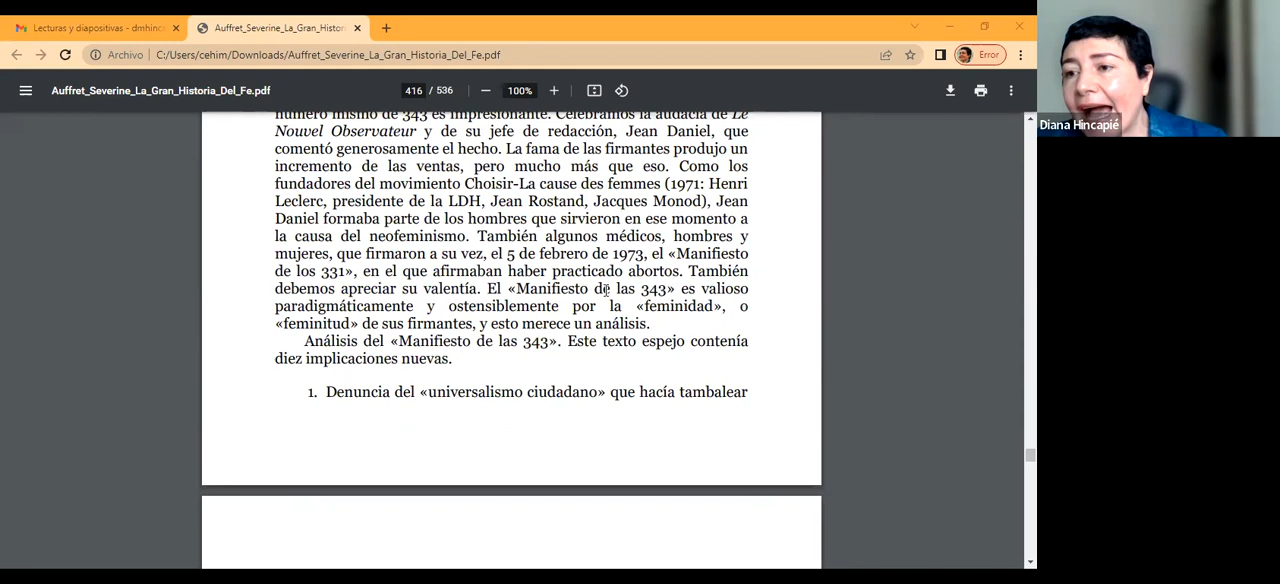 Lecturas y diapositivas - dmhinc
Auffret_Severine_La_Gran_Histori
Archivo
C:/Users/cehim/Downloads/Auffret_Severine_La_Gran_Historia_Del_Fe.pdf
Error
Auffret_Severine_La_Gran_Historia_Del_Fe.pdf
416 / 536
100%
Diana Hincapié
número mismo de 343 es impresionante. Celebramos la audacia de Le
Nouvel Observateur y de su jefe de redacción, Jean Daniel, que
comentó generosamente el hecho. La fama de las firmantes produjo un
incremento de las ventas, pero mucho más que eso. Como los
fundadores del movimiento Choisir-La cause des femmes (1971: Henri
Leclerc, presidente de la LDH, Jean Rostand, Jacques Monod), Jean
Daniel formaba parte de los hombres que sirvieron en ese momento a
la causa del neofeminismo. También algunos médicos, hombres y
mujeres, que firmaron a su vez, el 5 de febrero de 1973, el «Manifiesto
de los 331», en el que afirmaban haber practicado abortos. También
debemos apreciar su valentía. El «Manifiesto de las 343» es valioso
paradigmáticamente y ostensiblemente por la «feminidad», o
«feminitud» de sus firmantes, y esto merece un análisis.
Análisis del «Manifiesto de las 343». Este texto espejo contenía
diez implicaciones nuevas.
1. Denuncia del «universalismo ciudadano» que hacía tambalear